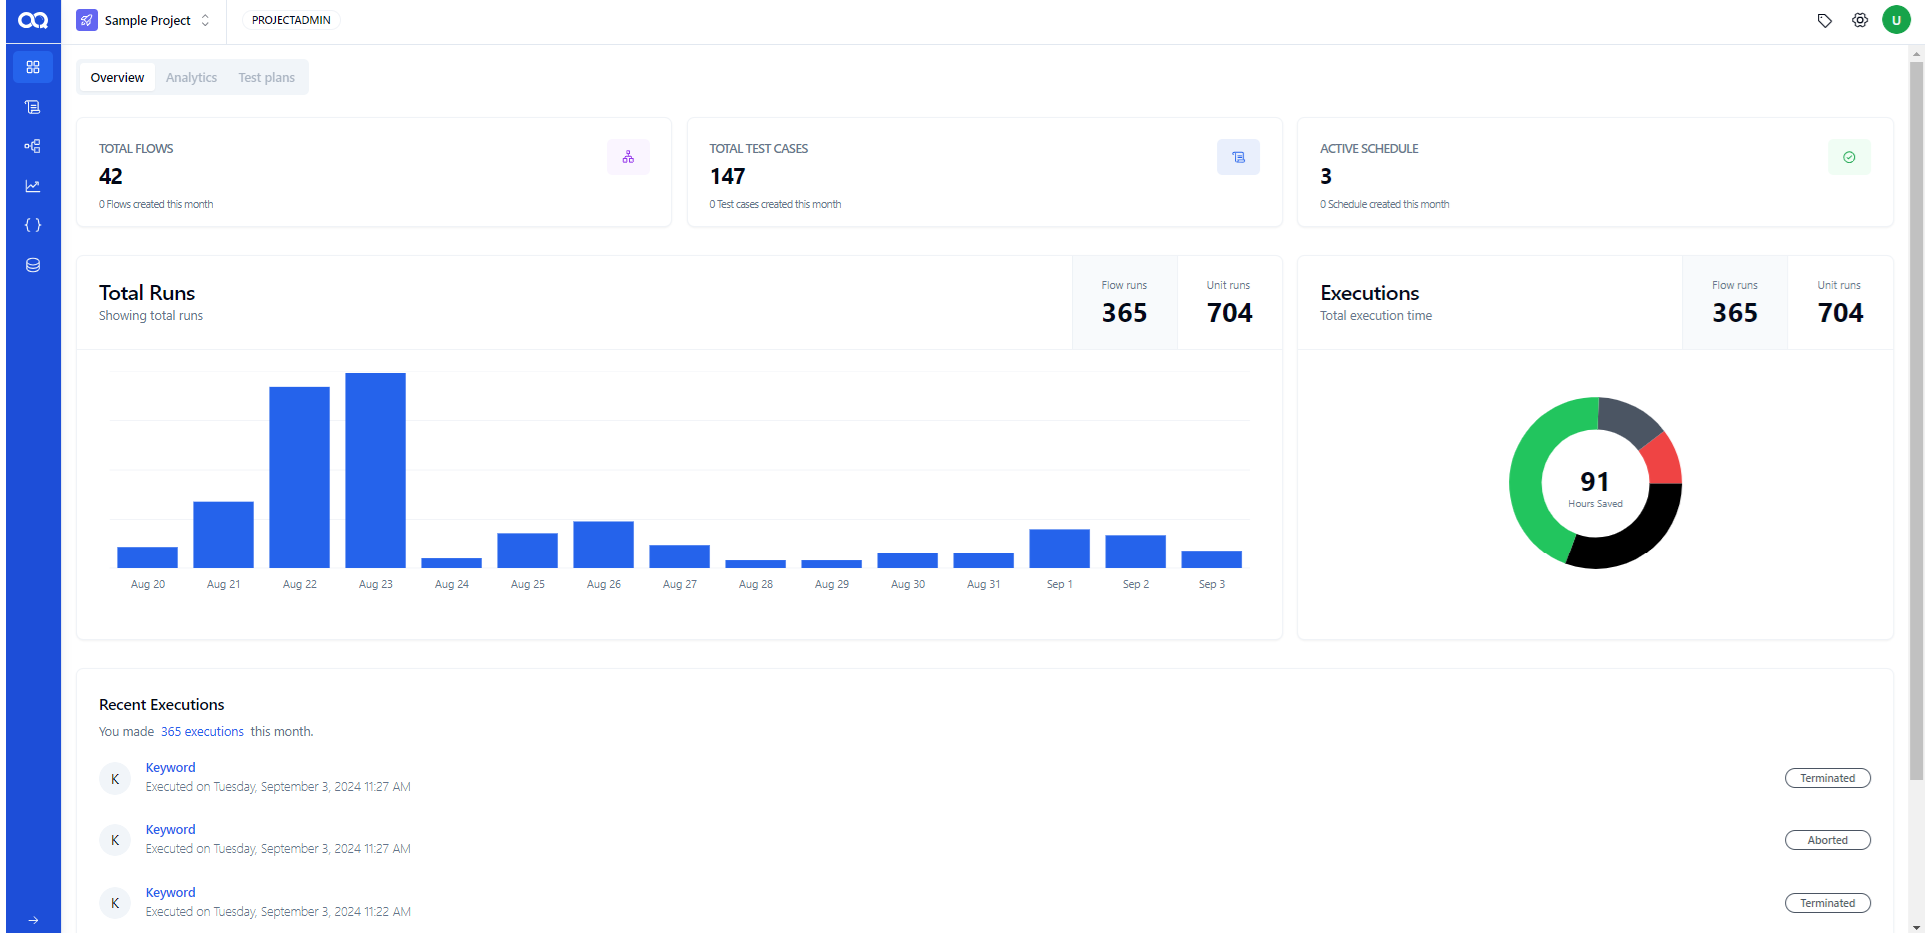 Sample Project
PROJECTADMIN
U
Overview
Analytics
Test plans
TOTAL FLOWS
42
0 Flows created this month
TOTAL TEST CASES
147
0 Test cases created this month
ACTIVE SCHEDULE
3
0 Schedule created this month
Total Runs
Showing total runs
Flow runs
365
Unit runs
704
Aug 20
Aug 21
Aug 22
Aug 23
Aug 24
Aug 25
Aug 26
Aug 27
Aug 28
Aug 29
Aug 30
Aug 31
Sep 1
Sep 2
Sep 3
Executions
Total execution time
Flow runs
365
Unit runs
704
91
Hours Saved
Recent Executions
You made 365 executions this month.
K
Keyword
Executed on Tuesday, September 3, 2024 11:27 AM
Terminated
K
Keyword
Executed on Tuesday, September 3, 2024 11:27 AM
Aborted
K
Keyword
Executed on Tuesday, September 3, 2024 11:22 AM
Terminated